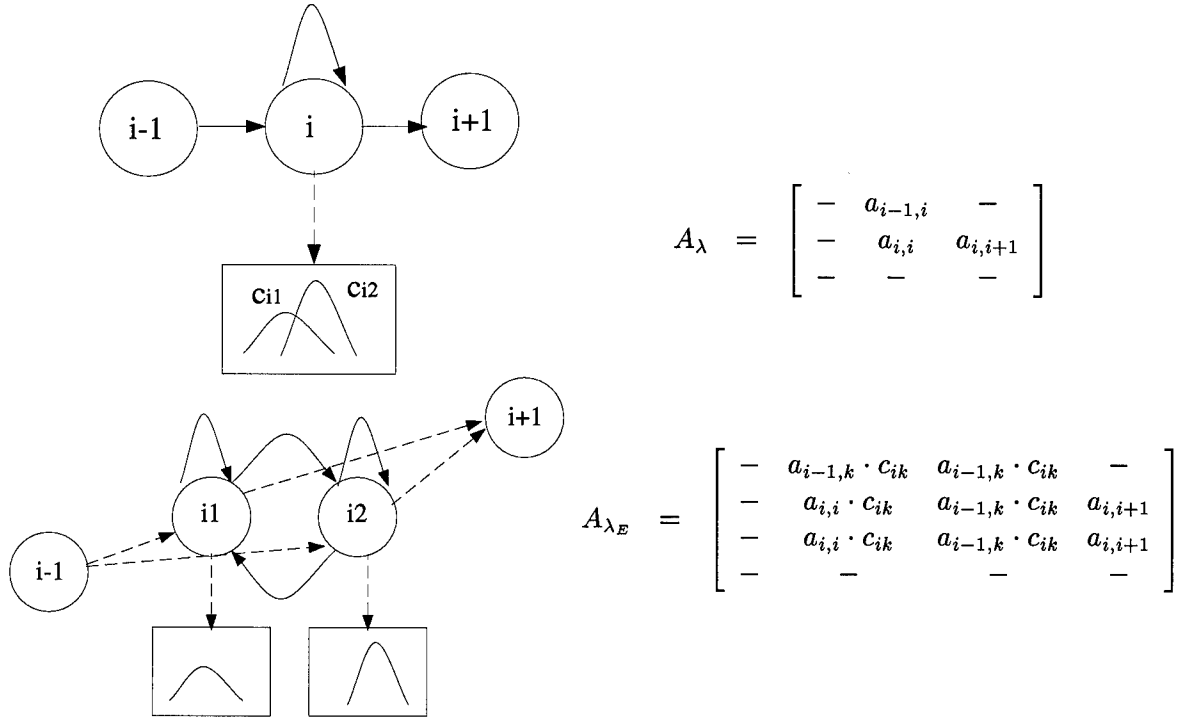 i-1
i
i+1
ci1
ci2
A_λ = [ − a_{i−1,i} −
− a_{i,i} a_{i,i+1}
− − − ]
i+1
i1
i2
i-1
A_{λ_E} = [ − a_{i−1,k} · c_{ik} a_{i−1,k} · c_{ik} −
− a_{i,i} · c_{ik} a_{i−1,k} · c_{ik} a_{i,i+1}
− a_{i,i} · c_{ik} a_{i−1,k} · c_{ik} a_{i,i+1}
− − − − ]